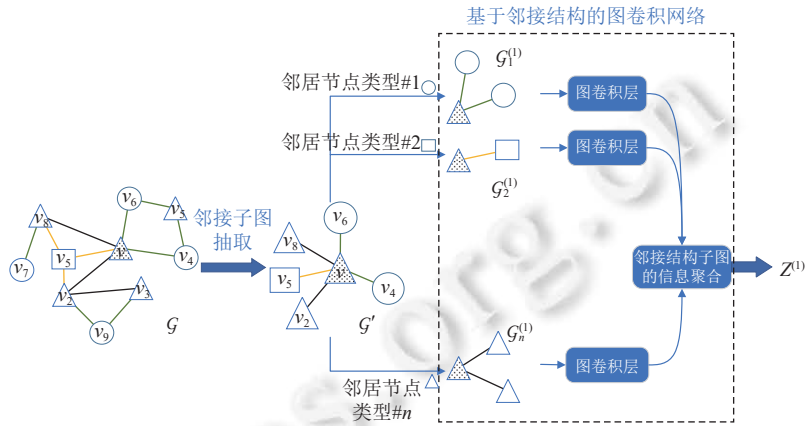 基于邻接结构的图卷积网络
𝒢₁⁽¹⁾
邻居节点类型#1
图卷积层
邻居节点类型#2
图卷积层
𝒢₂⁽¹⁾
v₆
v₅
v₈
v
v₅
v₄
v₇
v₂
v₃
v₉
𝒢
邻接子图
抽取
v₆
v₈
v₅
v
v₄
v₂
𝒢′
邻接结构子图
的信息聚合
Z⁽¹⁾
𝒢ₙ⁽¹⁾
图卷积层
邻居节点
类型#n
s.org.cn